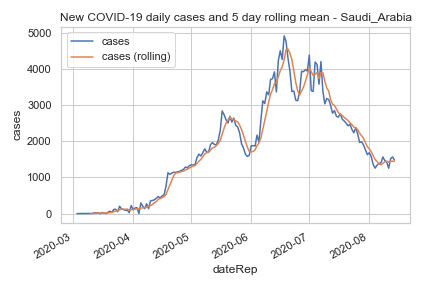 New COVID-19 daily cases and 5 day rolling mean - Saudi_Arabia
cases
cases (rolling)
5000
4000
3000
2000
1000
0
cases
2020-03
2020-04
2020-05
2020-06
2020-07
2020-08
dateRep